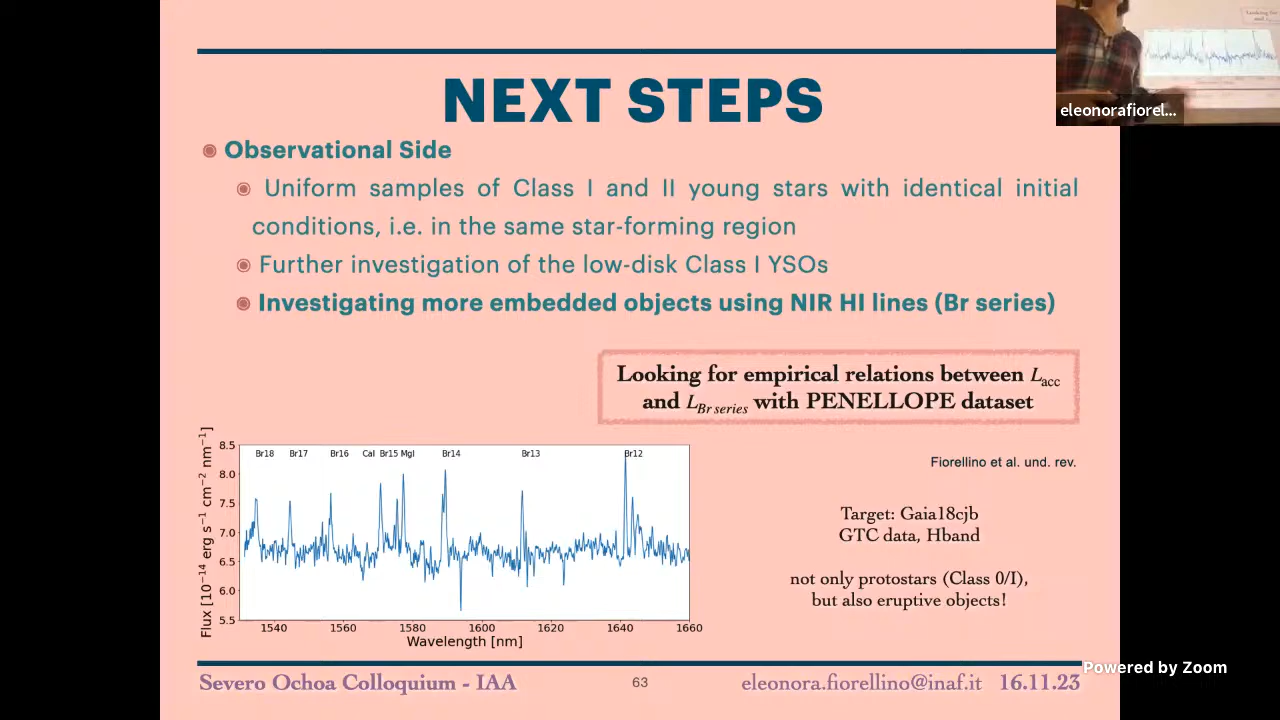 NEXT STEPS
eleonorafiorel...
Observational Side
Uniform samples of Class I and II young stars with identical initial
conditions, i.e. in the same star-forming region
Further investigation of the low-disk Class I YSOs
Investigating more embedded objects using NIR HI lines (Br series)
Looking for empirical relations between Lacc
and LBr series with PENELLOPE dataset
Fiorellino et al. und. rev.
Target: Gaia18cjb
GTC data, Hband
not only protostars (Class 0/I),
but also eruptive objects!
Flux [10−14 erg s−1 cm−2 nm−1]
8.5
8.0
7.5
7.0
6.5
6.0
5.5
Br18 Br17 Br16 CaI Br15 MgI Br14 Br13 Br12
1540 1560 1580 1600 1620 1640 1660
Wavelength [nm]
Severo Ochoa Colloquium - IAA 63 eleonora.fiorellino@inaf.it 16.11.23
Powered by Zoom